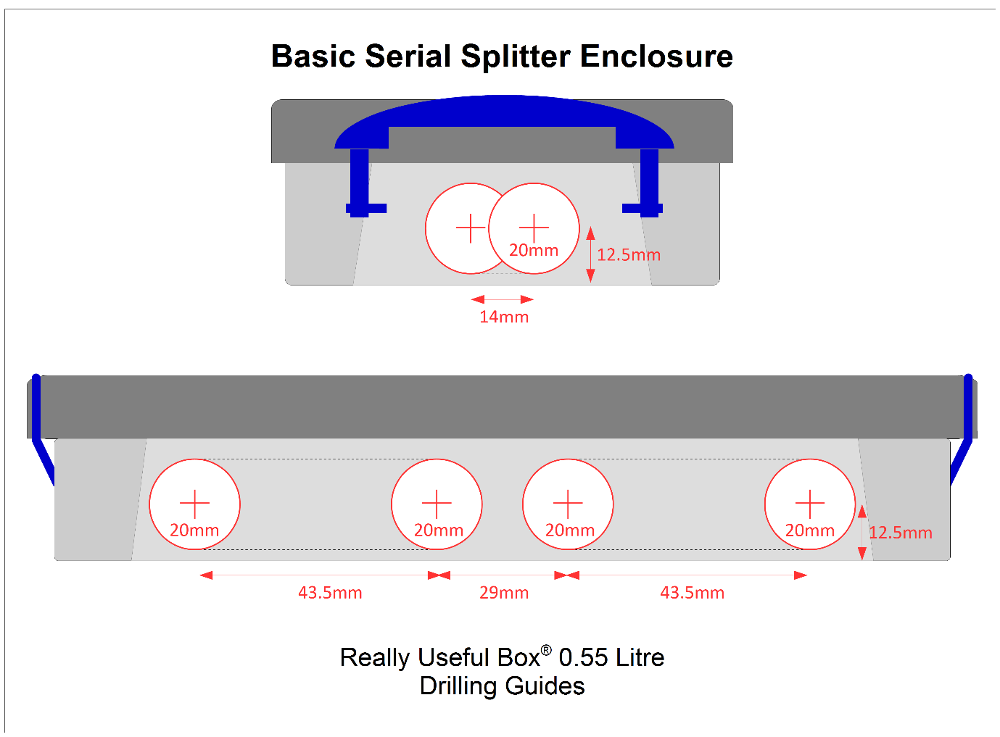 Basic Serial Splitter Enclosure
20mm
12.5mm
14mm
20mm
20mm
20mm
20mm
12.5mm
43.5mm
29mm
43.5mm
Really Useful Box® 0.55 Litre
Drilling Guides